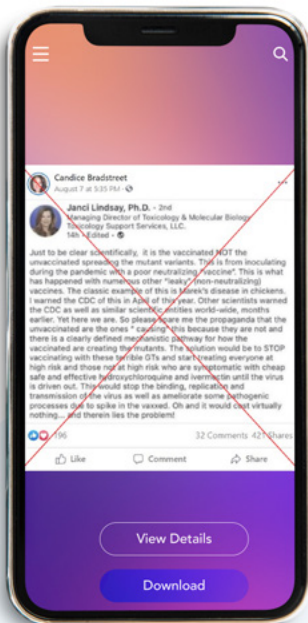 Candice Bradstreet
August 7 at 5:35 PM ·
Janci Lindsay, Ph.D. · 2nd
Managing Director of Toxicology & Molecular Biology
Toxicology Support Services, LLC.
14h · Edited ·
Just to be clear scientifically, it is the vaccinated NOT the
unvaccinated spreading the mutant variants. This is from inoculating
during the pandemic with a poor neutralizing "vaccine". This is what
has happened with numerous other "leaky" (non-neutralizing)
vaccines. The classic example of this is Marek's disease in chickens.
I warned the CDC of this in April of this year. Other scientists warned
the CDC as well as similar scientific entities world-wide, months
earlier. Yet here we are. So please spare me the propaganda that the
unvaccinated are the ones " causing" this because they are not and
there is a clearly defined mechanistic pathway for how the
vaccinated are creating the mutants. The solution would be to STOP
vaccinating with these terrible GTs and start treating everyone at
high risk and those not at high risk who are symptomatic with cheap
safe and effective hydroxychloroquine and ivermectin until the virus
is driven out. This would stop the binding, replication and
transmission of the virus as well as ameliorate some pathogenic
processes due to spike in the vaxxed. Oh and it would cost virtually
nothing... and therein lies the problem!
196
32 Comments 421 Shares
Like Comment Share
View Details
Download